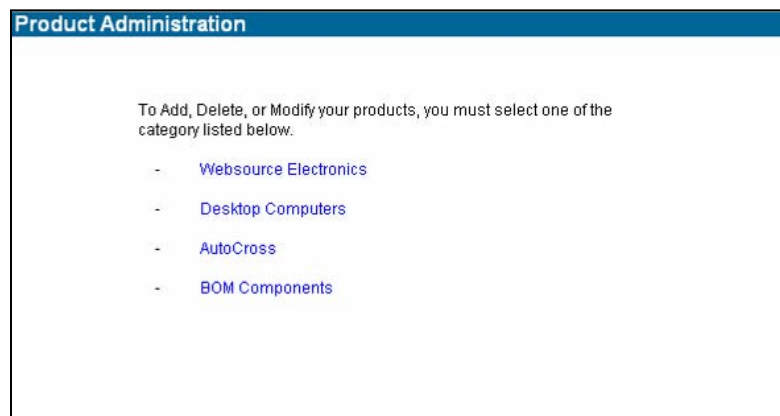 Product Administration
To Add, Delete, or Modify your products, you must select one of the
category listed below.
- Websource Electronics
- Desktop Computers
- AutoCross
- BOM Components